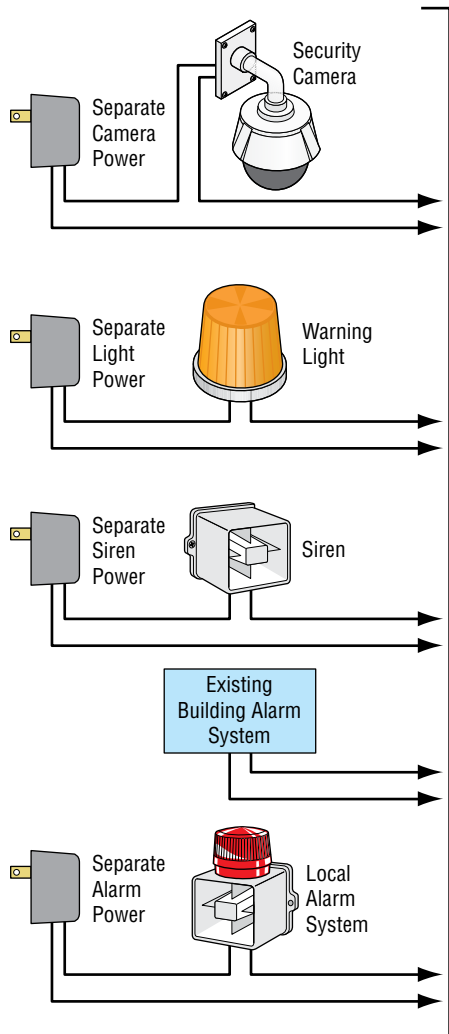 Separate
Camera
Power
Security
Camera
Separate
Light
Power
Warning
Light
Separate
Siren
Power
Siren
Existing
Building Alarm
System
Separate
Alarm
Power
Local
Alarm
System